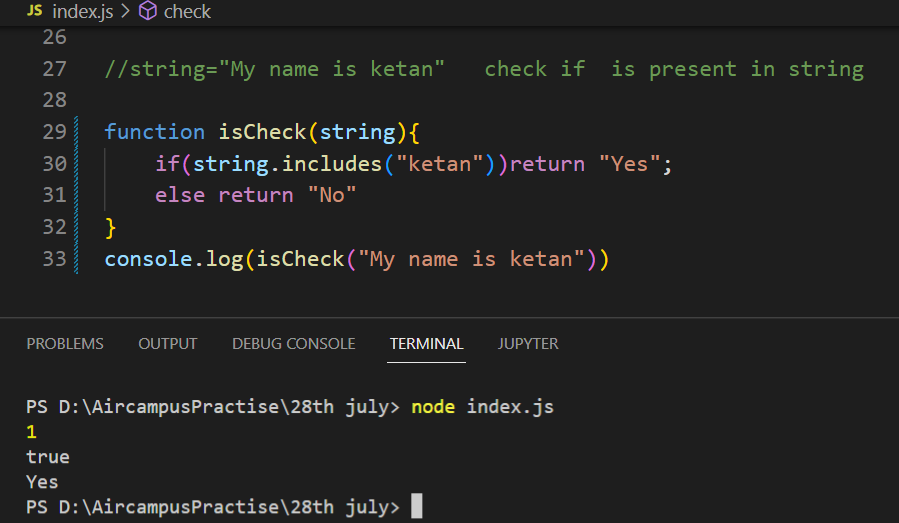 JS index.js > check
26
27 //string="My name is ketan"   check if  is present in string
28
29 function isCheck(string){
30     if(string.includes("ketan"))return "Yes";
31     else return "No"
32 }
33 console.log(isCheck("My name is ketan"))
PROBLEMS OUTPUT DEBUG CONSOLE TERMINAL JUPYTER
PS D:\AircampusPractise\28th july> node index.js
1
true
Yes
PS D:\AircampusPractise\28th july>